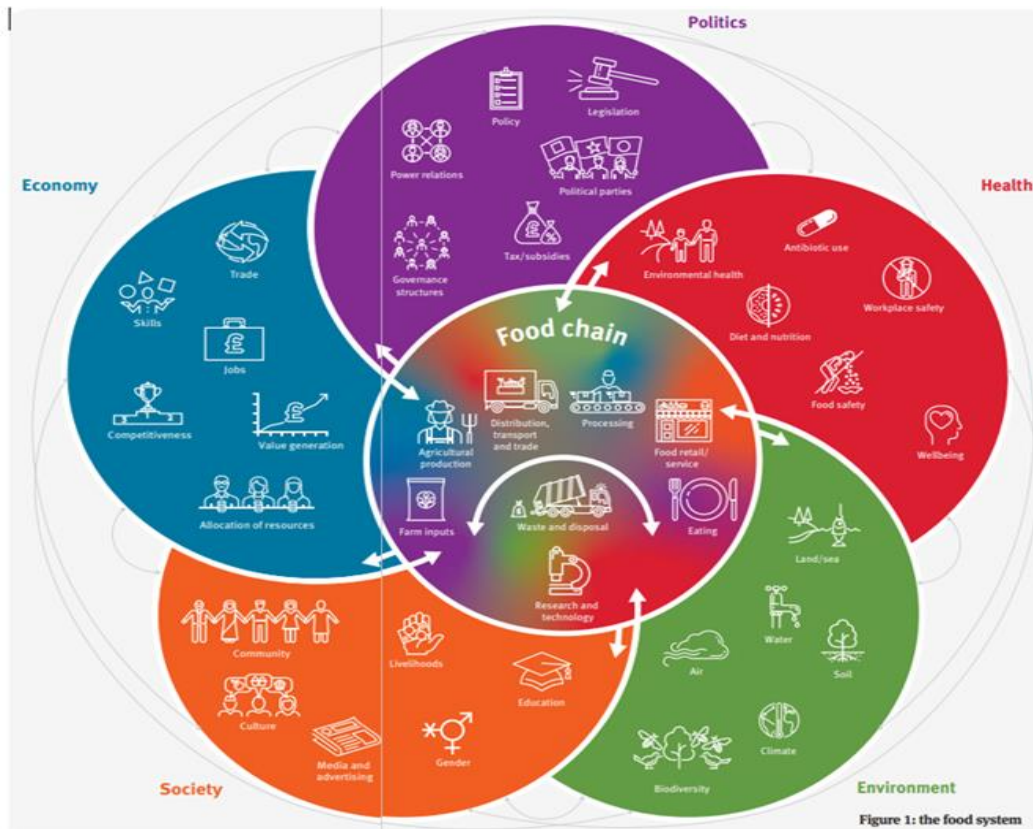 Politics
Policy
Legislation
Power relations
Political parties
Tax/subsidies
Governance
structures
Economy
Trade
Skills
Jobs
Competitiveness
Value generation
Allocation of resources
Health
Environmental health
Antibiotic use
Workplace safety
Diet and nutrition
Food safety
Wellbeing
Food chain
Distribution,
transport
and trade
Processing
Agricultural
production
Food retail/
service
Farm inputs
Waste and disposal
Eating
Research and
technology
Society
Community
Livelihoods
Education
Culture
Media and
advertising
Gender
Environment
Land/sea
Water
Air
Soil
Climate
Biodiversity
Figure 1: the food system